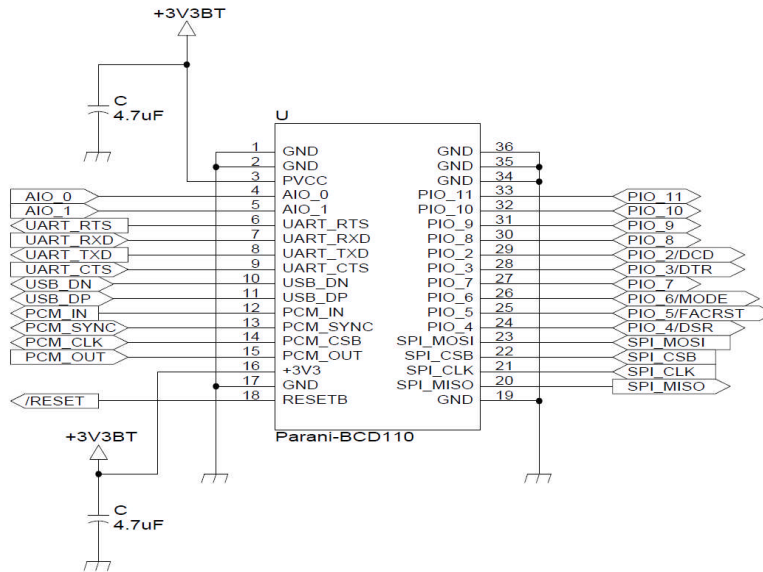 +3V3BT
C
4.7uF
U
1 GND GND 36
2 GND GND 35
3 PVCC GND 34
AIO_0 4 AIO_0 PIO_11 33 PIO_11
AIO_1 5 AIO_1 PIO_10 32 PIO_10
UART_RTS 6 UART_RTS PIO_9 31 PIO_9
UART_RXD 7 UART_RXD PIO_8 30 PIO_8
UART_TXD 8 UART_TXD PIO_2 29 PIO_2/DCD
UART_CTS 9 UART_CTS PIO_3 28 PIO_3/DTR
USB_DN 10 USB_DN PIO_7 27 PIO_7
USB_DP 11 USB_DP PIO_6 26 PIO_6/MODE
PCM_IN 12 PCM_IN PIO_5 25 PIO_5/FACRST
PCM_SYNC 13 PCM_SYNC PIO_4 24 PIO_4/DSR
PCM_CLK 14 PCM_CSB SPI_MOSI 23 SPI_MOSI
PCM_OUT 15 PCM_OUT SPI_CSB 22 SPI_CSB
16 +3V3 SPI_CLK 21 SPI_CLK
17 GND SPI_MISO 20 SPI_MISO
/RESET 18 RESETB GND 19
+3V3BT Parani-BCD110
C
4.7uF